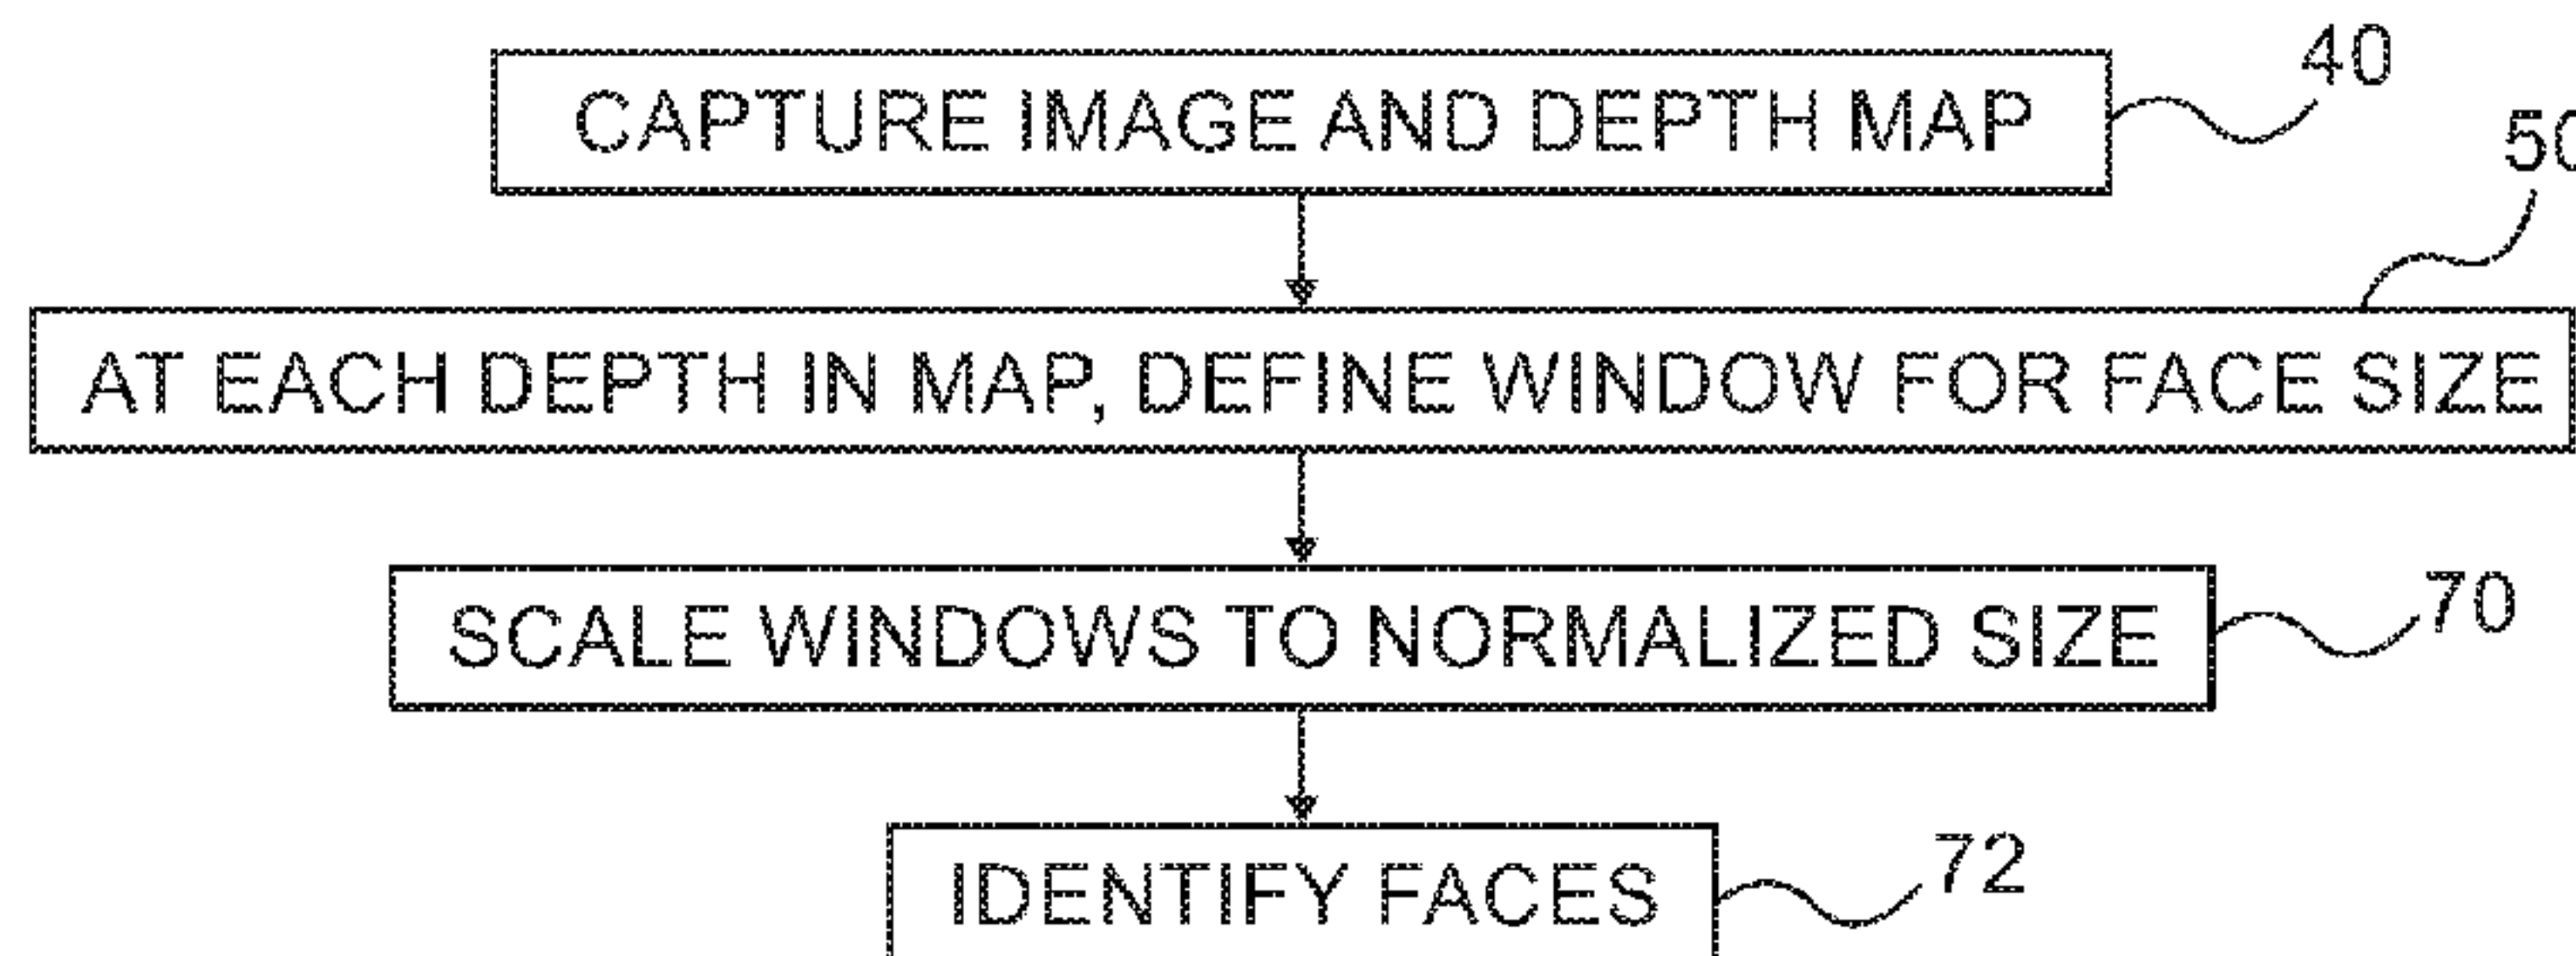 40
CAPTURE IMAGE AND DEPTH MAP
50
AT EACH DEPTH IN MAP, DEFINE WINDOW FOR FACE SIZE
70
SCALE WINDOWS TO NORMALIZED SIZE
72
IDENTIFY FACES